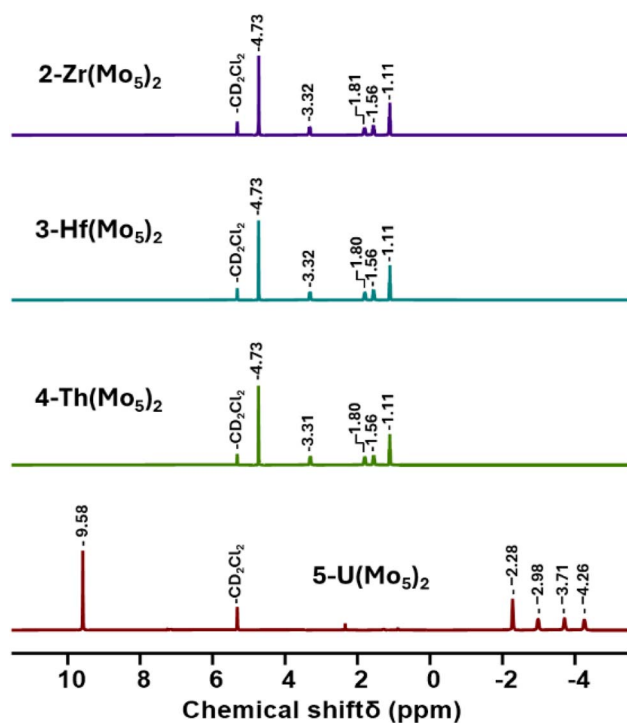 2-Zr(Mo₅)₂
-CD₂Cl₂
-4.73
-3.32
-1.81
-1.56
-1.11
3-Hf(Mo₅)₂
-CD₂Cl₂
-4.73
-3.32
-1.80
-1.56
-1.11
4-Th(Mo₅)₂
-CD₂Cl₂
-4.73
-3.31
-1.80
-1.56
-1.11
5-U(Mo₅)₂
-9.58
-CD₂Cl₂
-2.28
-2.98
-3.71
-4.26
10 8 6 4 2 0 -2 -4
Chemical shiftδ (ppm)